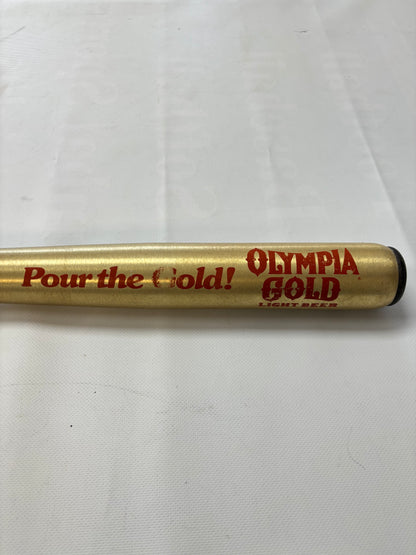 Pour the Gold!
OLYMPIA
GOLD
LIGHT BEER